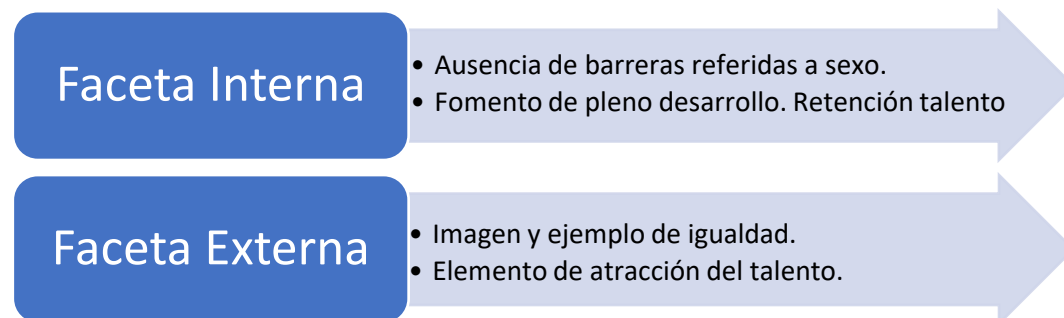 Faceta Interna
• Ausencia de barreras referidas a sexo.
• Fomento de pleno desarrollo. Retención talento
Faceta Externa
• Imagen y ejemplo de igualdad.
• Elemento de atracción del talento.